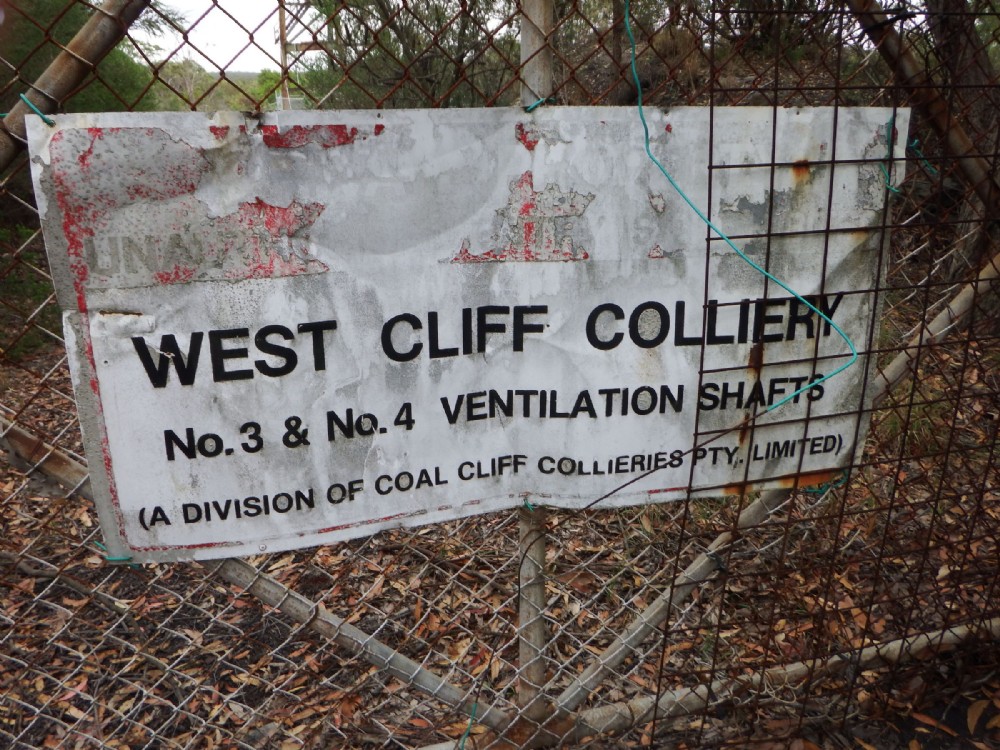 WEST CLIFF COLLIERY
No. 3 & No. 4 VENTILATION SHAFTS
(A DIVISION OF COAL CLIFF COLLIERIES PTY. LIMITED)